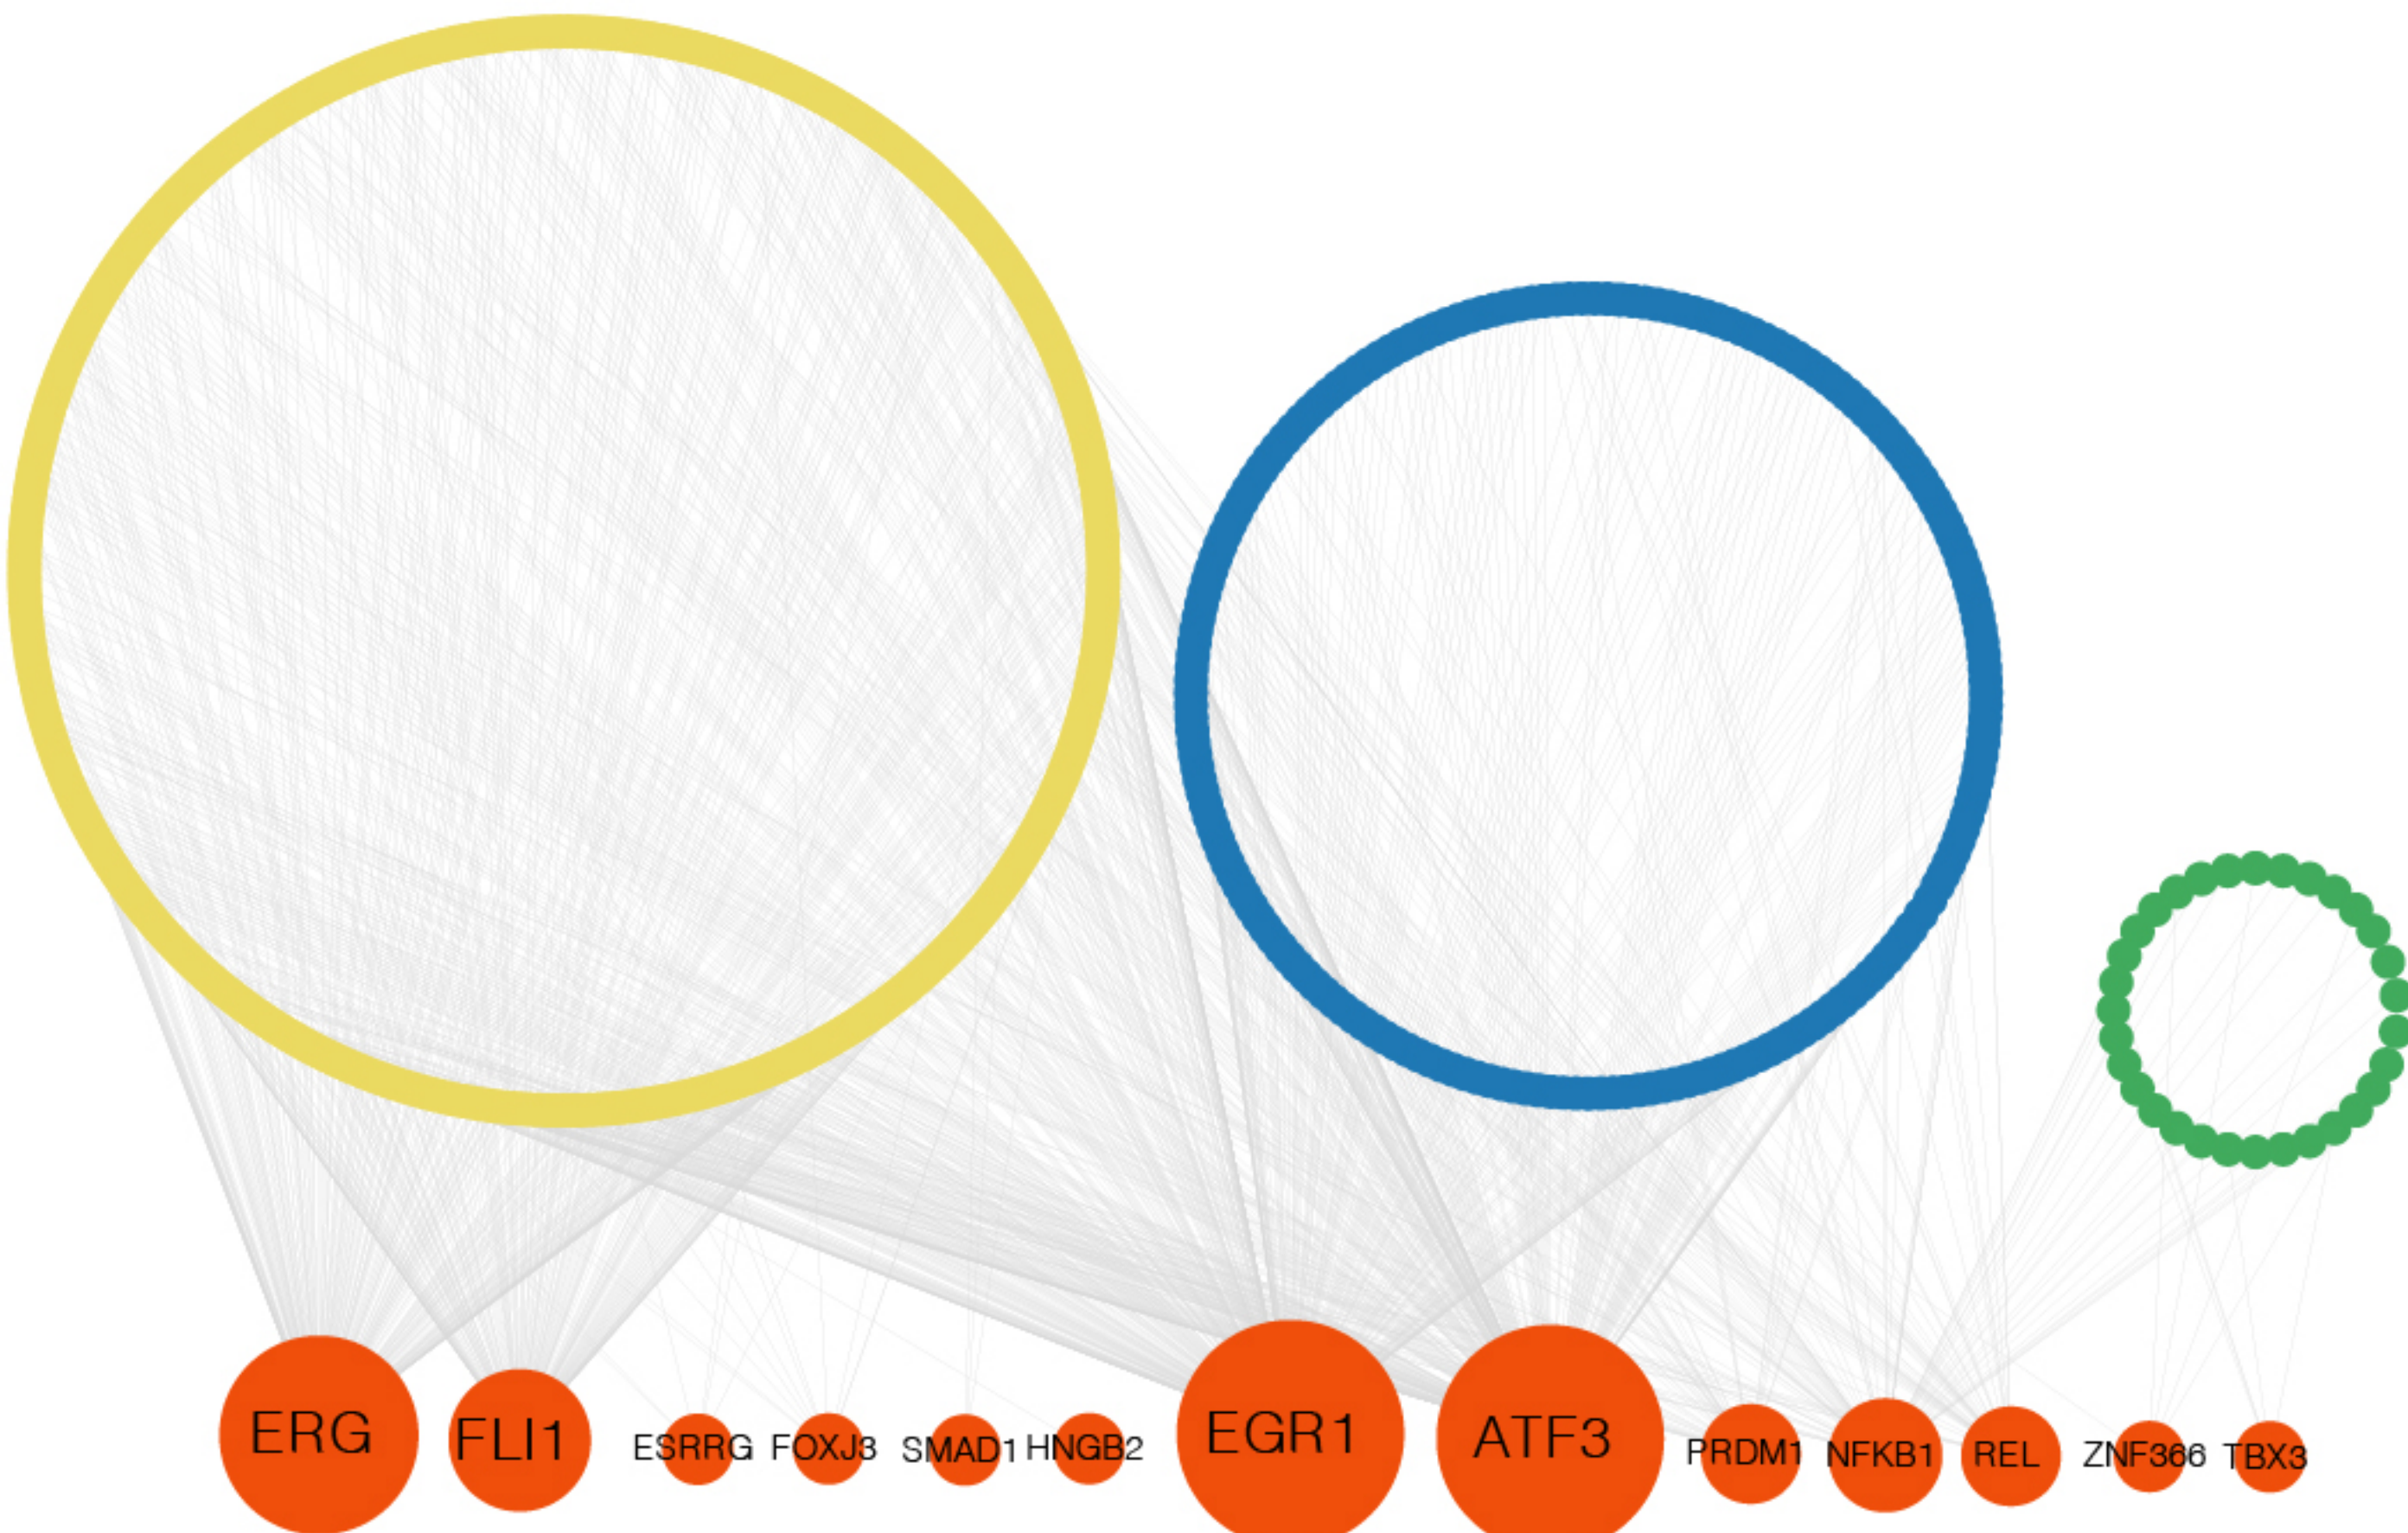 ERG
FLI1
ESRRG
FOXJ3
SMAD1
HNGB2
EGR1
ATF3
PRDM1
NFKB1
REL
ZNF366
TBX3